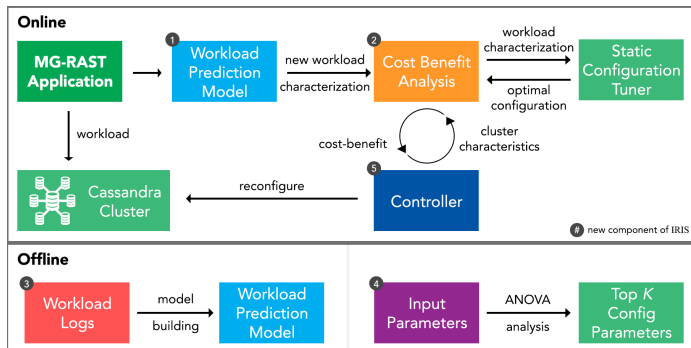 Online
MG-RAST
Application
1
Workload
Prediction
Model
new workload
characterization
2
Cost Benefit
Analysis
workload
characterization
optimal
configuration
Static
Configuration
Tuner
workload
cost-benefit
cluster
characteristics
Cassandra
Cluster
reconfigure
5
Controller
# new component of IRIS
Offline
3
Workload
Logs
model
building
Workload
Prediction
Model
4
Input
Parameters
ANOVA
analysis
Top K
Config
Parameters